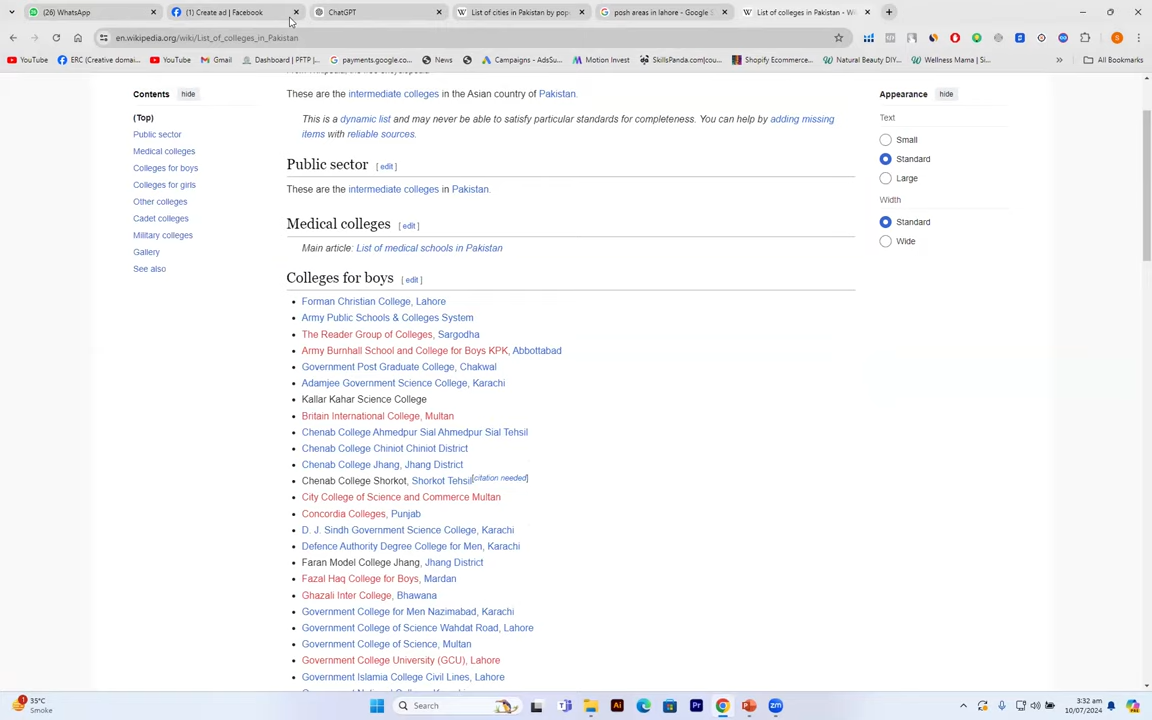 (26) WhatsApp
(1) Create ad | Facebook
ChatGPT
List of cities in Pakistan by pop
posh areas in lahore - Google S
List of colleges in Pakistan - Wi
en.wikipedia.org/wiki/List_of_colleges_in_Pakistan
YouTube
ERC (Creative domai...
YouTube
Gmail
Dashboard | PFTP |...
payments.google.co...
News
Campaigns - AdsSu...
Motion Invest
SkillsPanda.com|cou...
Shopify Ecommerce...
Natural Beauty DIY...
Wellness Mama | Si...
All Bookmarks
Contents hide
(Top)
Public sector
Medical colleges
Colleges for boys
Colleges for girls
Other colleges
Cadet colleges
Military colleges
Gallery
See also
From Wikipedia, the free encyclopedia
These are the intermediate colleges in the Asian country of Pakistan.
This is a dynamic list and may never be able to satisfy particular standards for completeness. You can help by adding missing
items with reliable sources.
Public sector [ edit ]
These are the intermediate colleges in Pakistan.
Medical colleges [ edit ]
Main article: List of medical schools in Pakistan
Colleges for boys [ edit ]
Forman Christian College, Lahore
Army Public Schools & Colleges System
The Reader Group of Colleges, Sargodha
Army Burnhall School and College for Boys KPK, Abbottabad
Government Post Graduate College, Chakwal
Adamjee Government Science College, Karachi
Kallar Kahar Science College
Britain International College, Multan
Chenab College Ahmedpur Sial Ahmedpur Sial Tehsil
Chenab College Chiniot Chiniot District
Chenab College Jhang, Jhang District
Chenab College Shorkot, Shorkot Tehsil[citation needed]
City College of Science and Commerce Multan
Concordia Colleges, Punjab
D. J. Sindh Government Science College, Karachi
Defence Authority Degree College for Men, Karachi
Faran Model College Jhang, Jhang District
Fazal Haq College for Boys, Mardan
Ghazali Inter College, Bhawana
Government College for Men Nazimabad, Karachi
Government College of Science Wahdat Road, Lahore
Government College of Science, Multan
Government College University (GCU), Lahore
Government Islamia College Civil Lines, Lahore
Appearance hide
Text
Small
Standard
Large
Width
Standard
Wide
35°C
Smoke
Search
3:32 am
10/07/2024